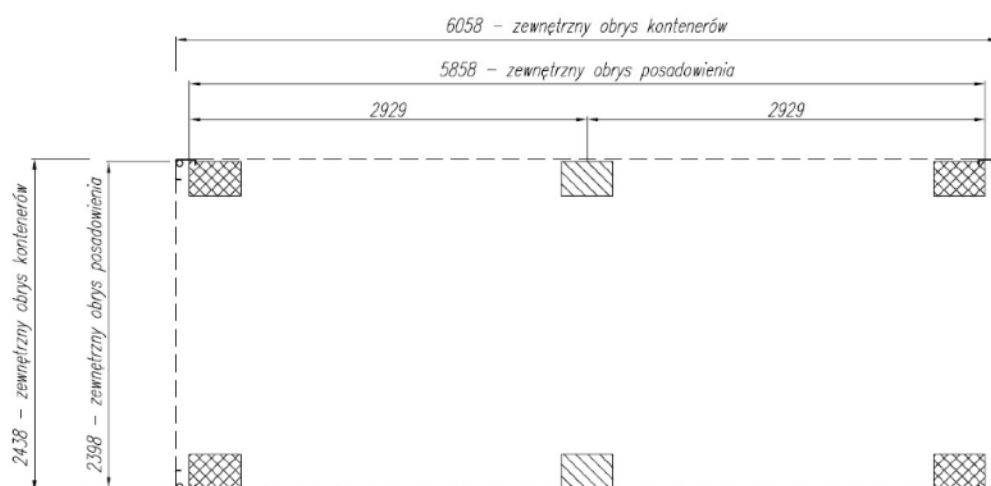 6058 – zewnętrzny obrys kontenerów
5858 – zewnętrzny obrys posadowienia
2929
2929
2438 – zewnętrzny obrys kontenerów
2398 – zewnętrzny obrys posadowienia